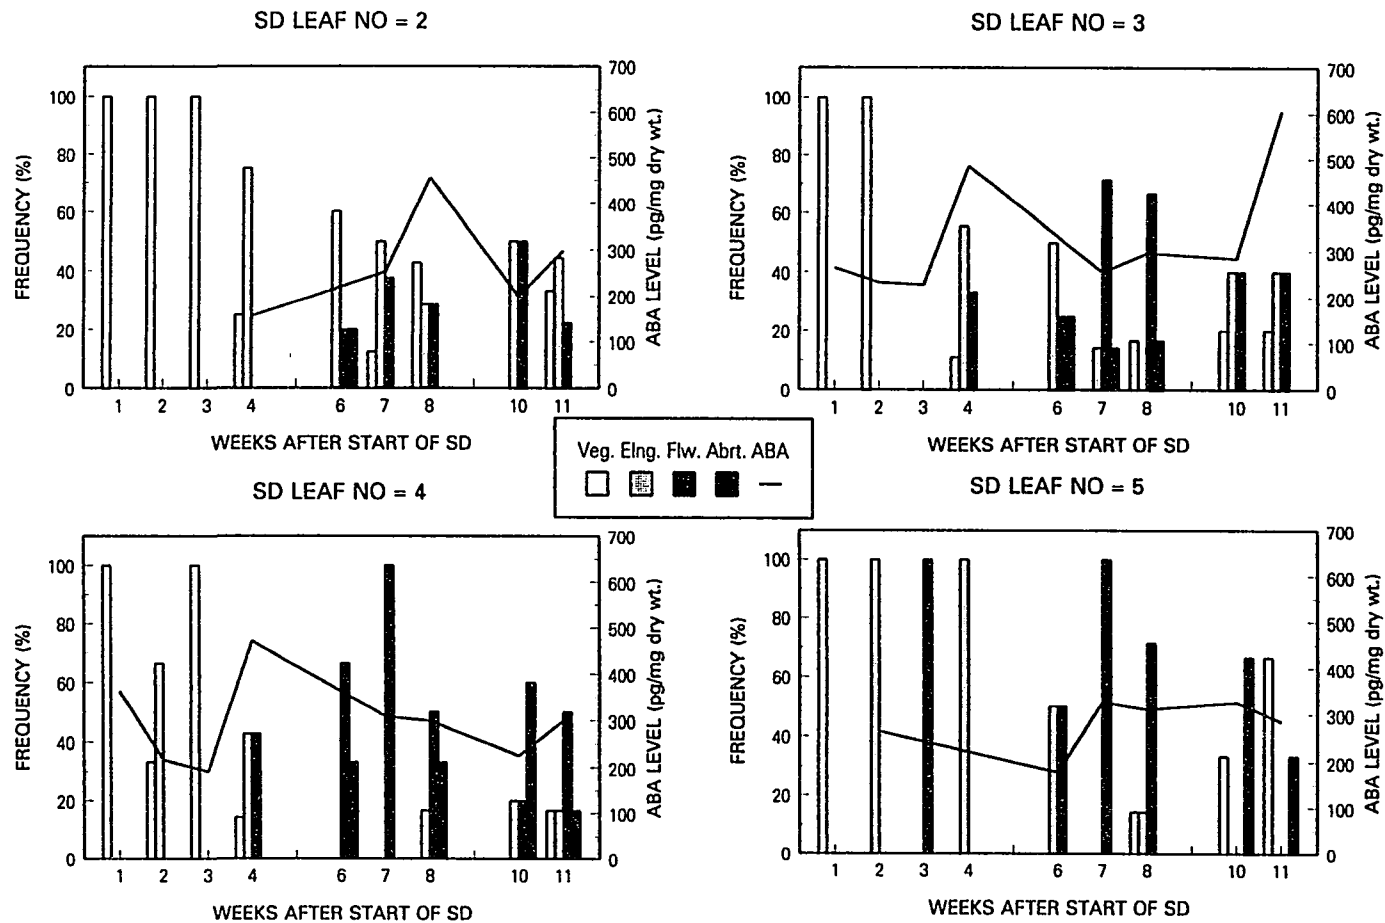 SD LEAF NO = 2
FREQUENCY (%)
100
80
60
40
20
0
700
600
500
400
300
200
100
0
ABA LEVEL (pg/mg dry wt.)
1 2 3 4 6 7 8 10 11
WEEKS AFTER START OF SD
SD LEAF NO = 3
FREQUENCY (%)
100
80
60
40
20
0
700
600
500
400
300
200
100
0
ABA LEVEL (pg/mg dry wt.)
1 2 3 4 6 7 8 10 11
WEEKS AFTER START OF SD
Veg. Elng. Flw. Abrt. ABA
SD LEAF NO = 4
FREQUENCY (%)
100
80
60
40
20
0
700
600
500
400
300
200
100
0
ABA LEVEL (pg/mg dry wt.)
1 2 3 4 6 7 8 10 11
WEEKS AFTER START OF SD
SD LEAF NO = 5
FREQUENCY (%)
100
80
60
40
20
0
700
600
500
400
300
200
100
0
ABA LEVEL (pg/mg dry wt.)
1 2 3 4 6 7 8 10 11
WEEKS AFTER START OF SD